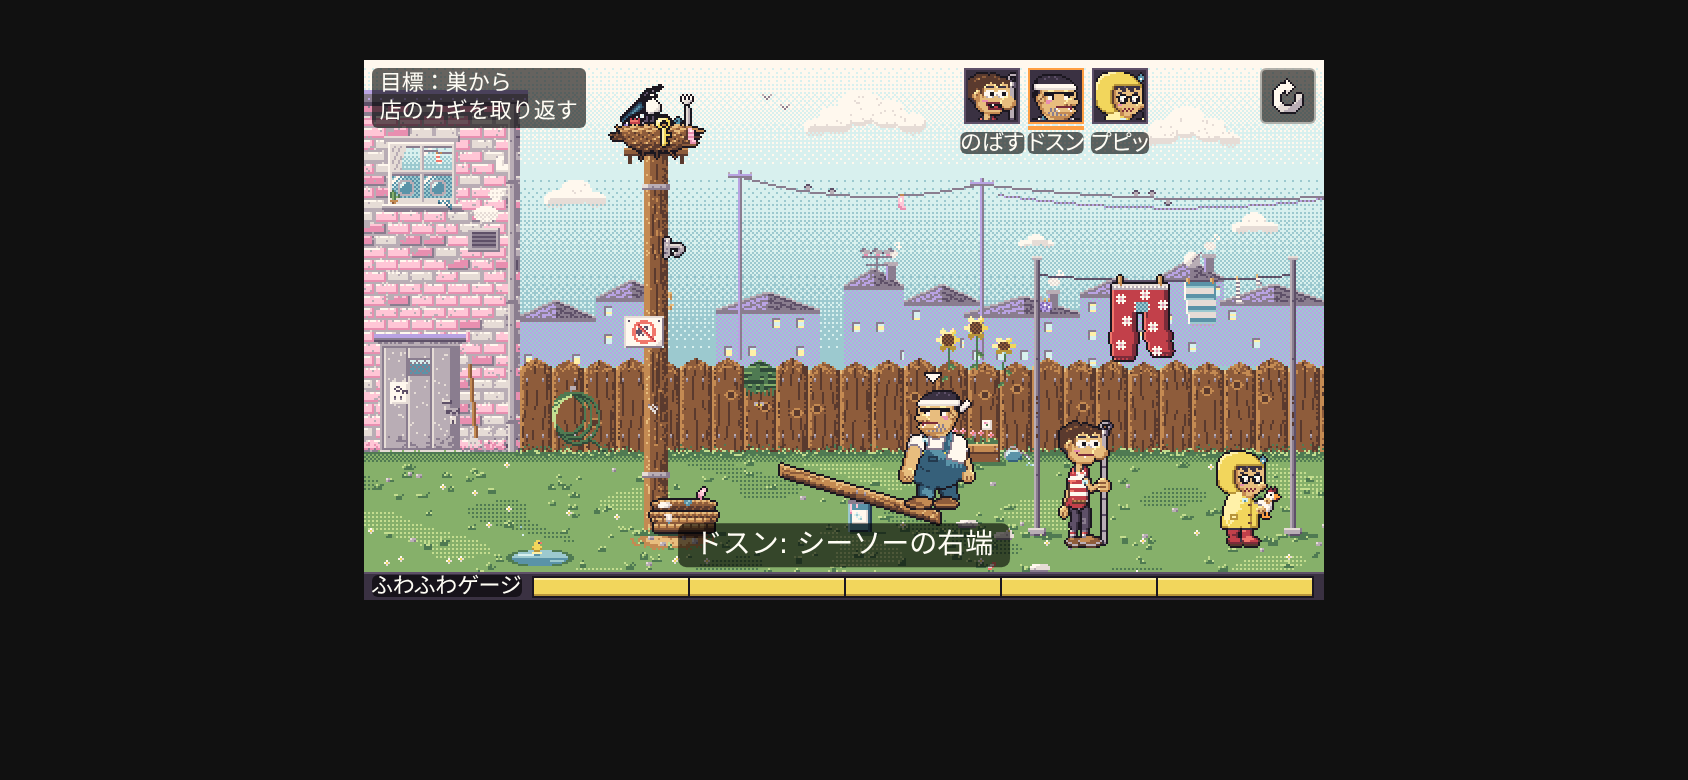 目標：巣から
店のカギを取り返す
のばす
ドスン
プピッ
ドスン: シーソーの右端
ふわふわゲージ